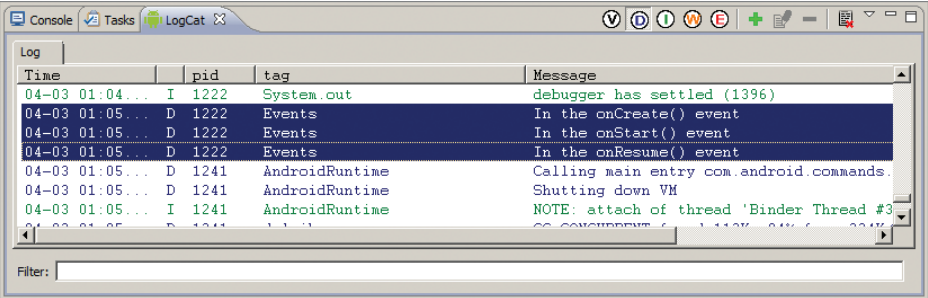 Console Tasks LogCat V D I W E
Log
Time pid tag Message
04-03 01:04... I 1222 System.out debugger has settled (1396)
04-03 01:05... D 1222 Events In the onCreate() event
04-03 01:05... D 1222 Events In the onStart() event
04-03 01:05... D 1222 Events In the onResume() event
04-03 01:05... D 1241 AndroidRuntime Calling main entry com.android.commands.
04-03 01:05... D 1241 AndroidRuntime Shutting down VM
04-03 01:05... I 1241 AndroidRuntime NOTE: attach of thread 'Binder Thread #3
Filter: